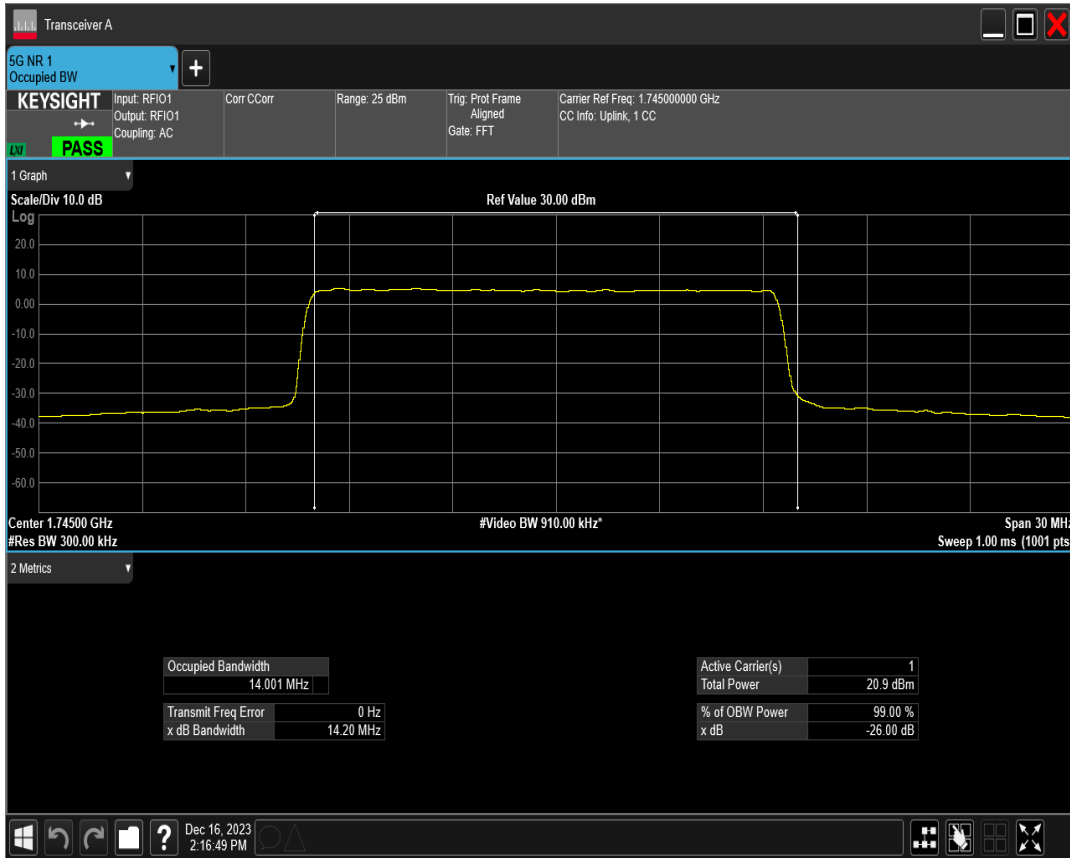 Transceiver A
5G NR 1
Occupied BW
KEYSIGHT
LXI
PASS
Input: RFIO1
Output: RFIO1
Coupling: AC
Corr CCorr
Range: 25 dBm
Trig: Prot Frame
Aligned
Gate: FFT
Carrier Ref Freq: 1.745000000 GHz
CC Info: Uplink, 1 CC
1 Graph
Scale/Div 10.0 dB
Ref Value 30.00 dBm
Log
20.0
10.0
0.00
-10.0
-20.0
-30.0
-40.0
-50.0
-60.0
Center 1.74500 GHz
#Video BW 910.00 kHz*
Span 30 MHz
#Res BW 300.00 kHz
Sweep 1.00 ms (1001 pts
2 Metrics
Occupied Bandwidth
14.001 MHz
Transmit Freq Error 0 Hz
x dB Bandwidth 14.20 MHz
Active Carrier(s) 1
Total Power 20.9 dBm
% of OBW Power 99.00 %
x dB -26.00 dB
?
Dec 16, 2023
2:16:49 PM